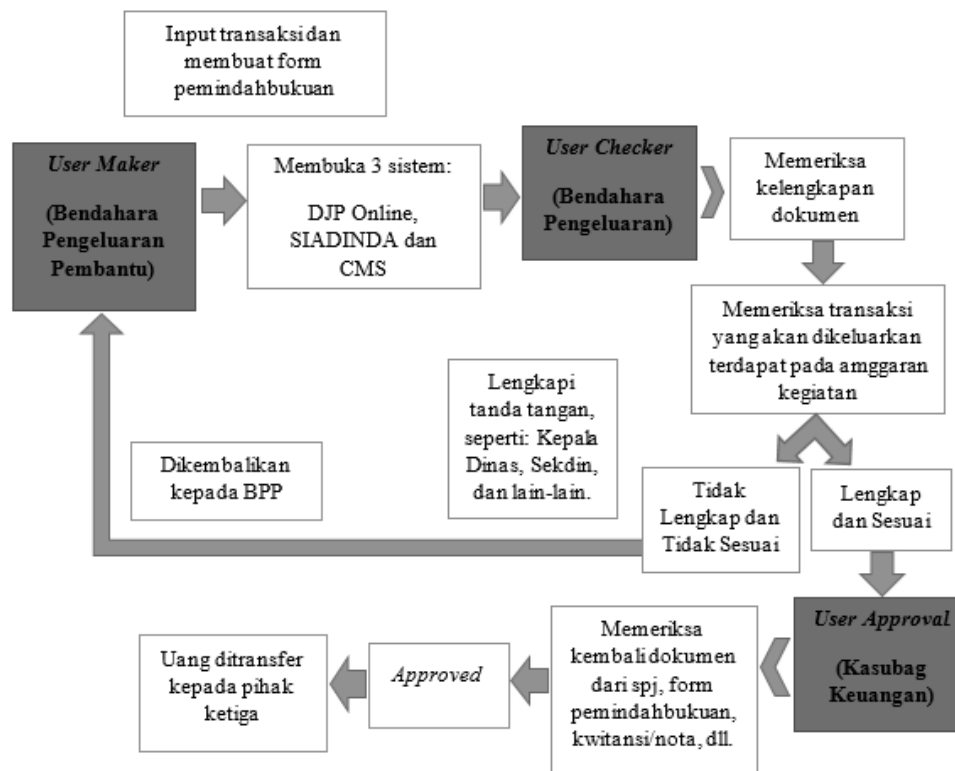 Input transaksi dan
membuat form
pemindahbukuan
User Maker
(Bendahara
Pengeluaran
Pembantu)
Membuka 3 sistem:
DJP Online,
SIADINDA dan
CMS
User Checker
(Bendahara
Pengeluaran)
Memeriksa
kelengkapan
dokumen
Memeriksa transaksi
yang akan dikeluarkan
terdapat pada amggaran
kegiatan
Lengkapi
tanda tangan,
seperti: Kepala
Dinas, Sekdin,
dan lain-lain.
Dikembalikan
kepada BPP
Tidak
Lengkap dan
Tidak Sesuai
Lengkap
dan Sesuai
User Approval
(Kasubag
Keuangan)
Memeriksa
kembali dokumen
dari spj, form
pemindahbukuan,
kwitansi/nota, dll.
Approved
Uang ditransfer
kepada pihak
ketiga